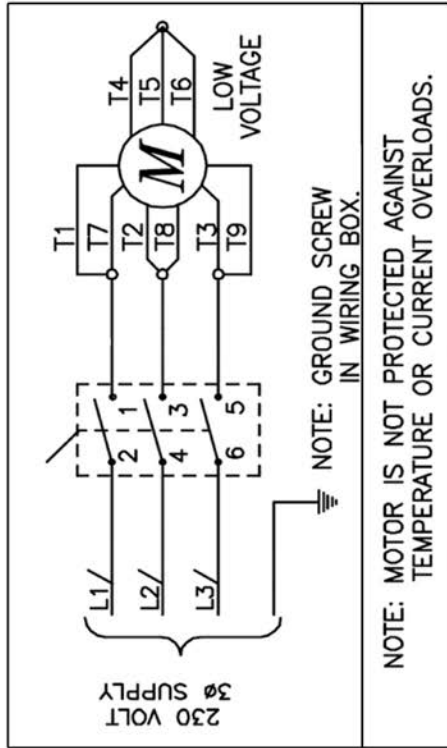 230 VOLT
3ø SUPPLY
L1
L2
L3
2
1
4
3
6
5
T1
T7
T2
T8
T3
T9
M
T4
T5
T6
LOW
VOLTAGE
NOTE: GROUND SCREW
IN WIRING BOX.
NOTE: MOTOR IS NOT PROTECTED AGAINST
TEMPERATURE OR CURRENT OVERLOADS.